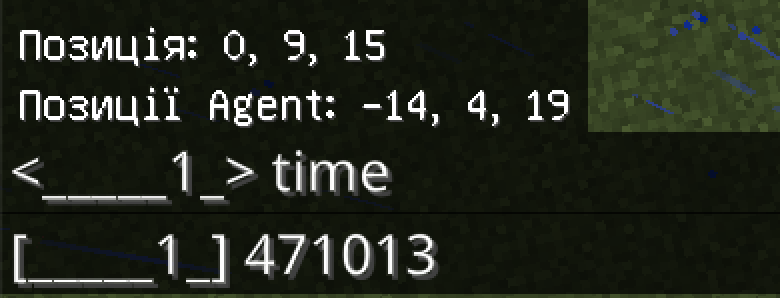 Позиція: 0, 9, 15
Позиції Agent: -14, 4, 19
<_____1_> time
[_____1_] 471013